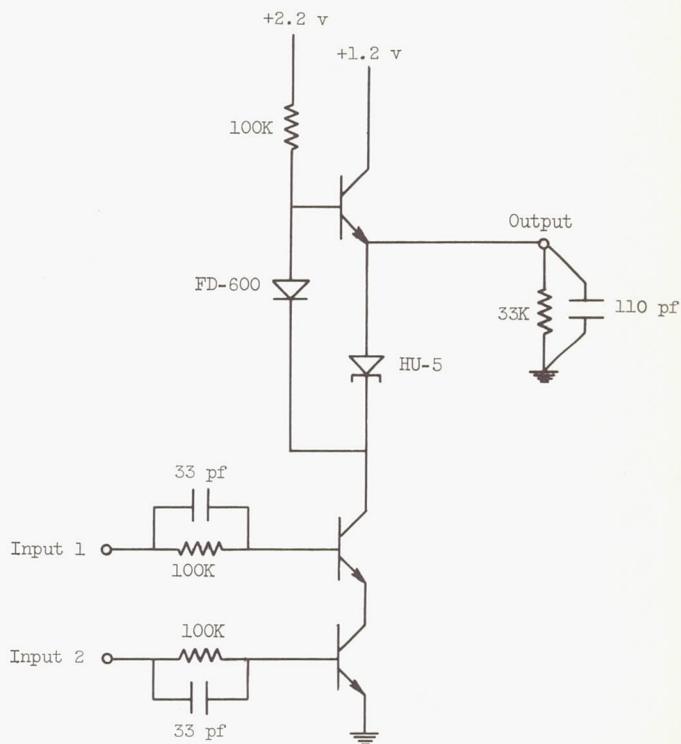 +2.2 v
+1.2 v
100K
Output
FD-600
33K
110 pf
HU-5
33 pf
Input 1
100K
100K
Input 2
33 pf